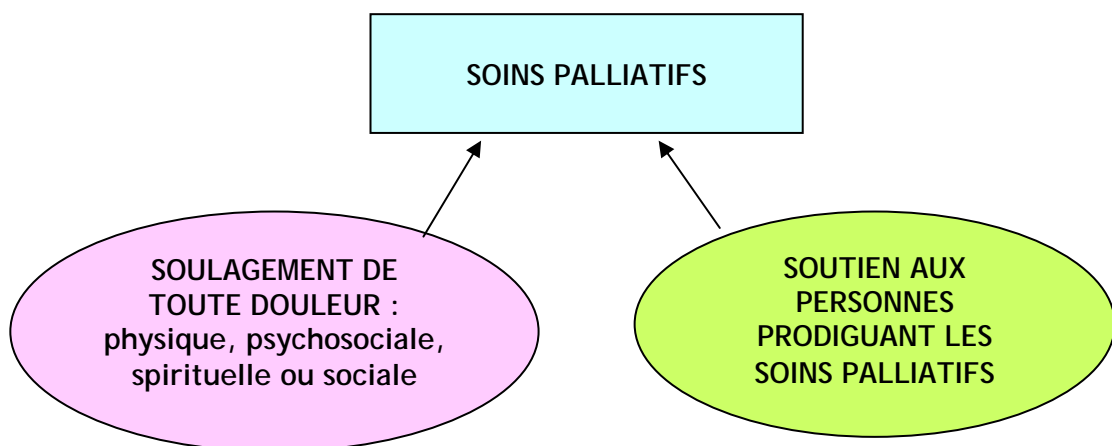 SOINS PALLIATIFS
SOULAGEMENT DE
TOUTE DOULEUR :
physique, psychosociale,
spirituelle ou sociale
SOUTIEN AUX
PERSONNES
PRODIGUANT LES
SOINS PALLIATIFS